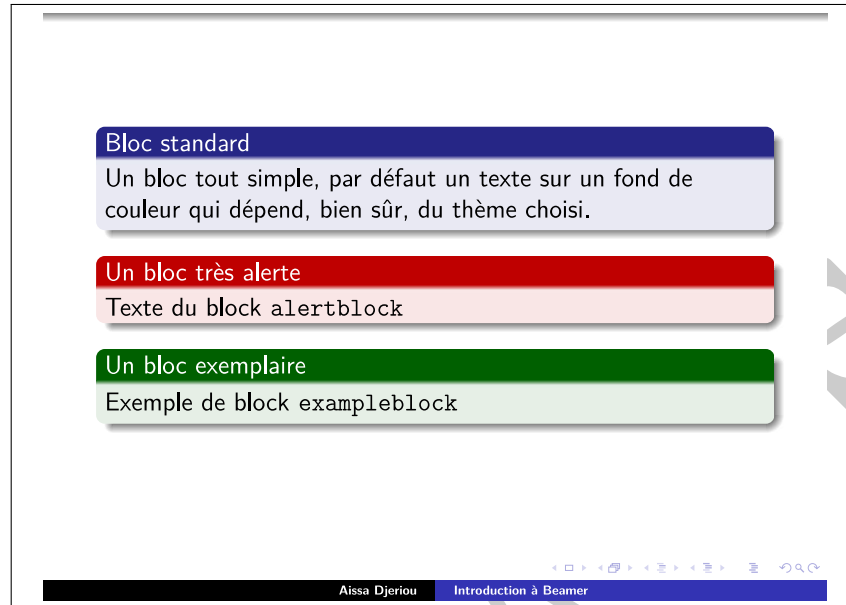 Bloc standard
Un bloc tout simple, par défaut un texte sur un fond de
couleur qui dépend, bien sûr, du thème choisi.
Un bloc très alerte
Texte du block alertblock
Un bloc exemplaire
Exemple de block exampleblock
Aissa Djeriou Introduction à Beamer